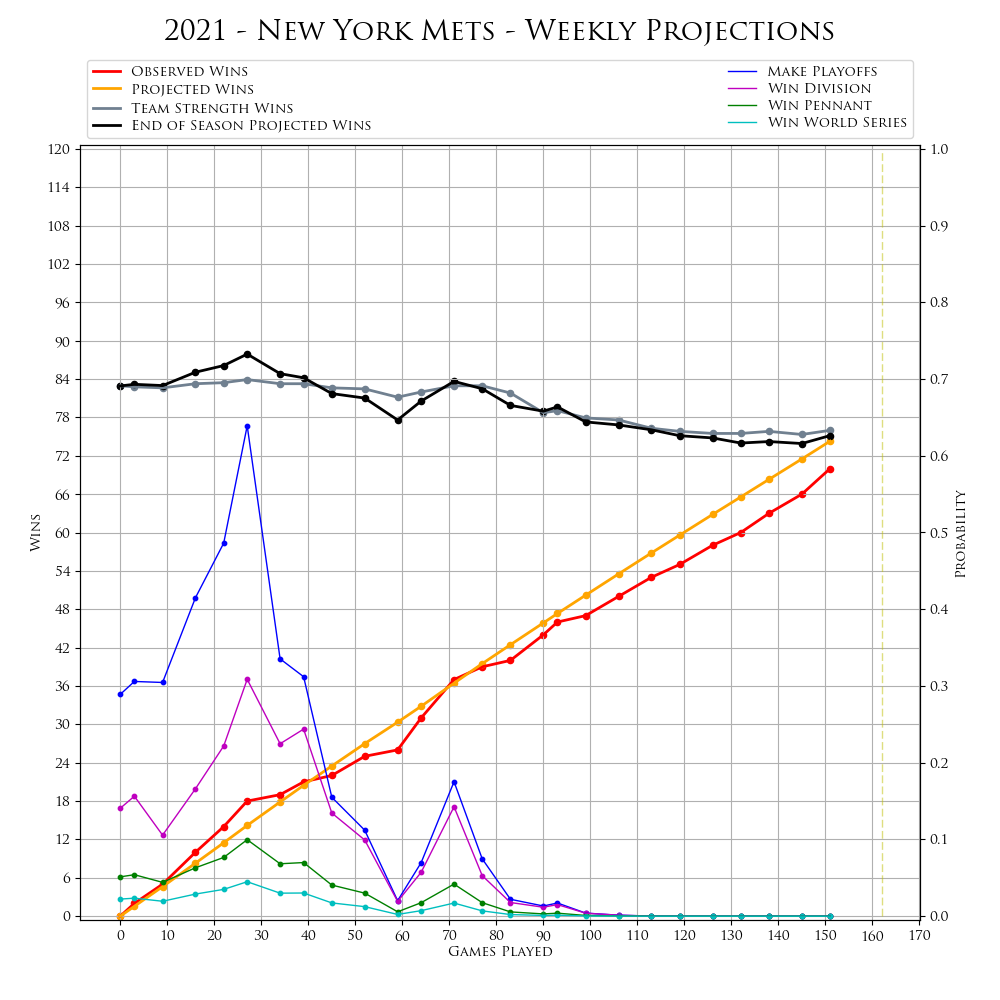 2021 - New York Mets - Weekly Projections
Observed Wins
Projected Wins
Team Strength Wins
End of Season Projected Wins
Make Playoffs
Win Division
Win Pennant
Win World Series
120
114
108
102
96
90
84
78
72
66
60
54
48
42
36
30
24
18
12
6
0
Wins
1.0
0.9
0.8
0.7
0.6
0.5
0.4
0.3
0.2
0.1
0.0
Probability
0 10 20 30 40 50 60 70 80 90 100 110 120 130 140 150 160 170
Games Played